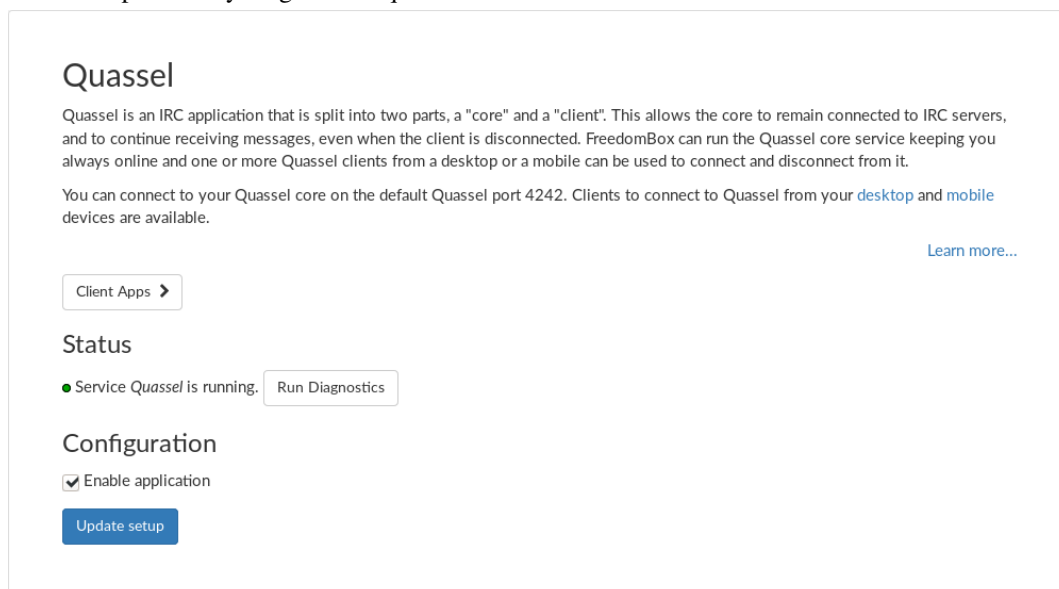 Quassel
Quassel is an IRC application that is split into two parts, a "core" and a "client". This allows the core to remain connected to IRC servers,
and to continue receiving messages, even when the client is disconnected. FreedomBox can run the Quassel core service keeping you
always online and one or more Quassel clients from a desktop or a mobile can be used to connect and disconnect from it.
You can connect to your Quassel core on the default Quassel port 4242. Clients to connect to Quassel from your desktop and mobile
devices are available.
Learn more...
Client Apps
Status
Service Quassel is running. Run Diagnostics
Configuration
Enable application
Update setup